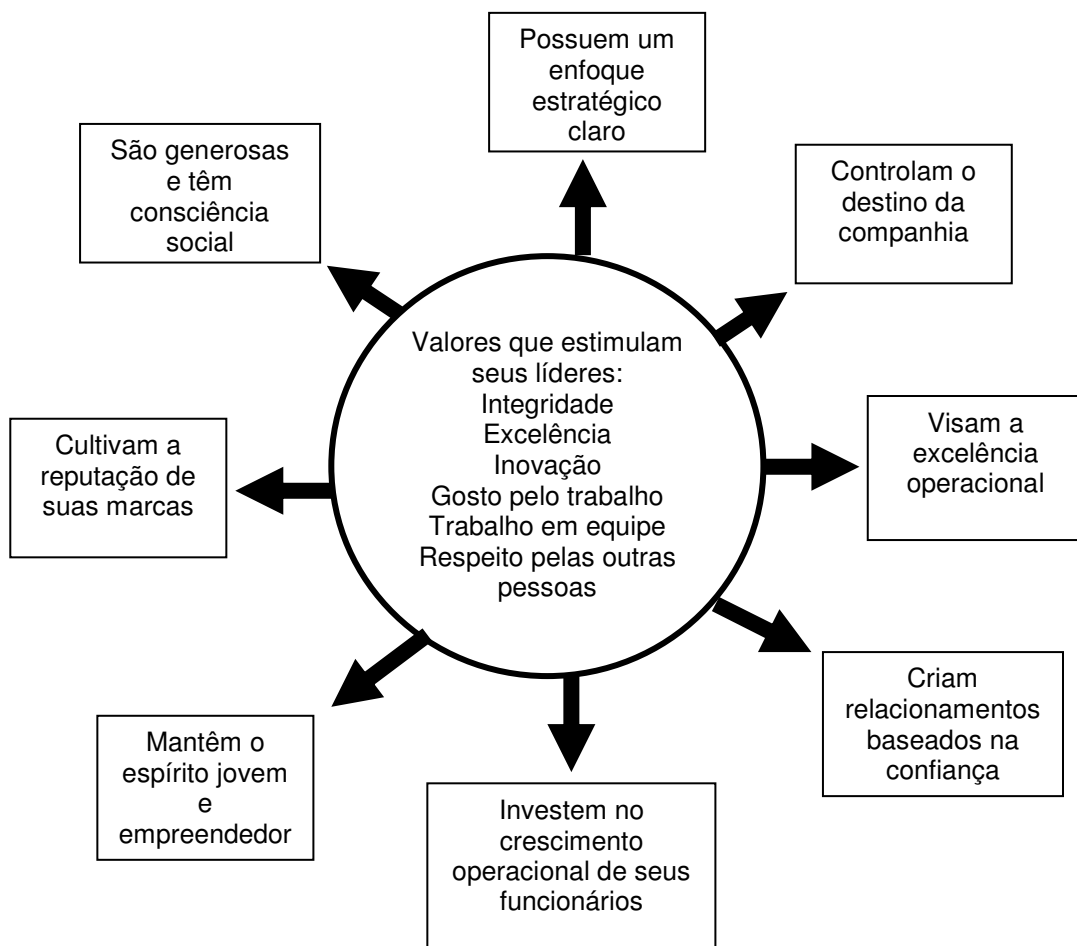 Possuem um
enfoque
estratégico
claro
São generosas
e têm
consciência
social
Controlam o
destino da
companhia
Valores que estimulam
seus líderes:
Integridade
Excelência
Inovação
Gosto pelo trabalho
Trabalho em equipe
Respeito pelas outras
pessoas
Cultivam a
reputação de
suas marcas
Visam a
excelência
operacional
Criam
relacionamentos
baseados na
confiança
Mantêm o
espírito jovem
e
empreendedor
Investem no
crescimento
operacional de seus
funcionários